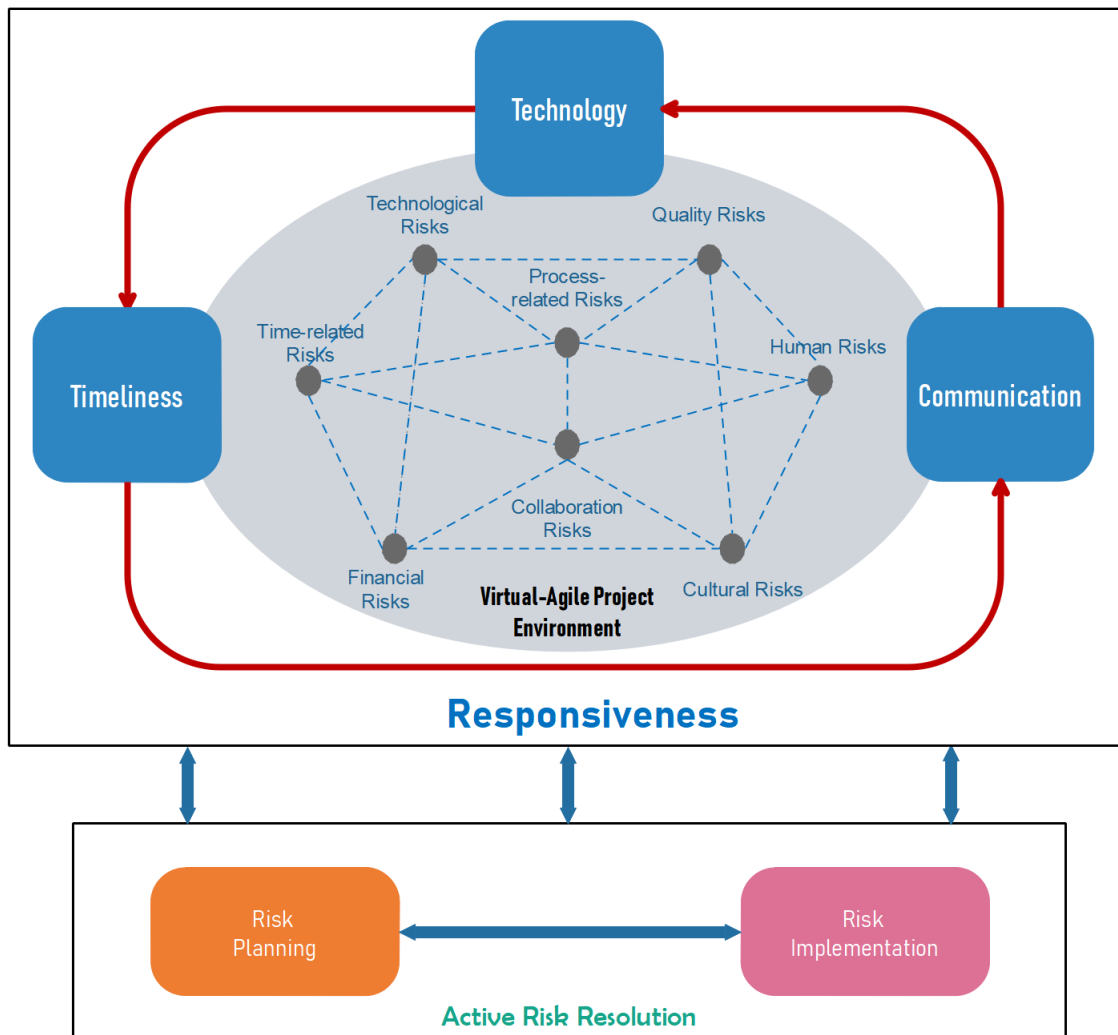 Technology
Technological
Risks
Quality Risks
Process-
related Risks
Time-related
Risks
Human Risks
Timeliness
Communication
Collaboration
Risks
Financial
Risks
Cultural Risks
Virtual-Agile Project
Environment
Responsiveness
Risk
Planning
Risk
Implementation
Active Risk Resolution